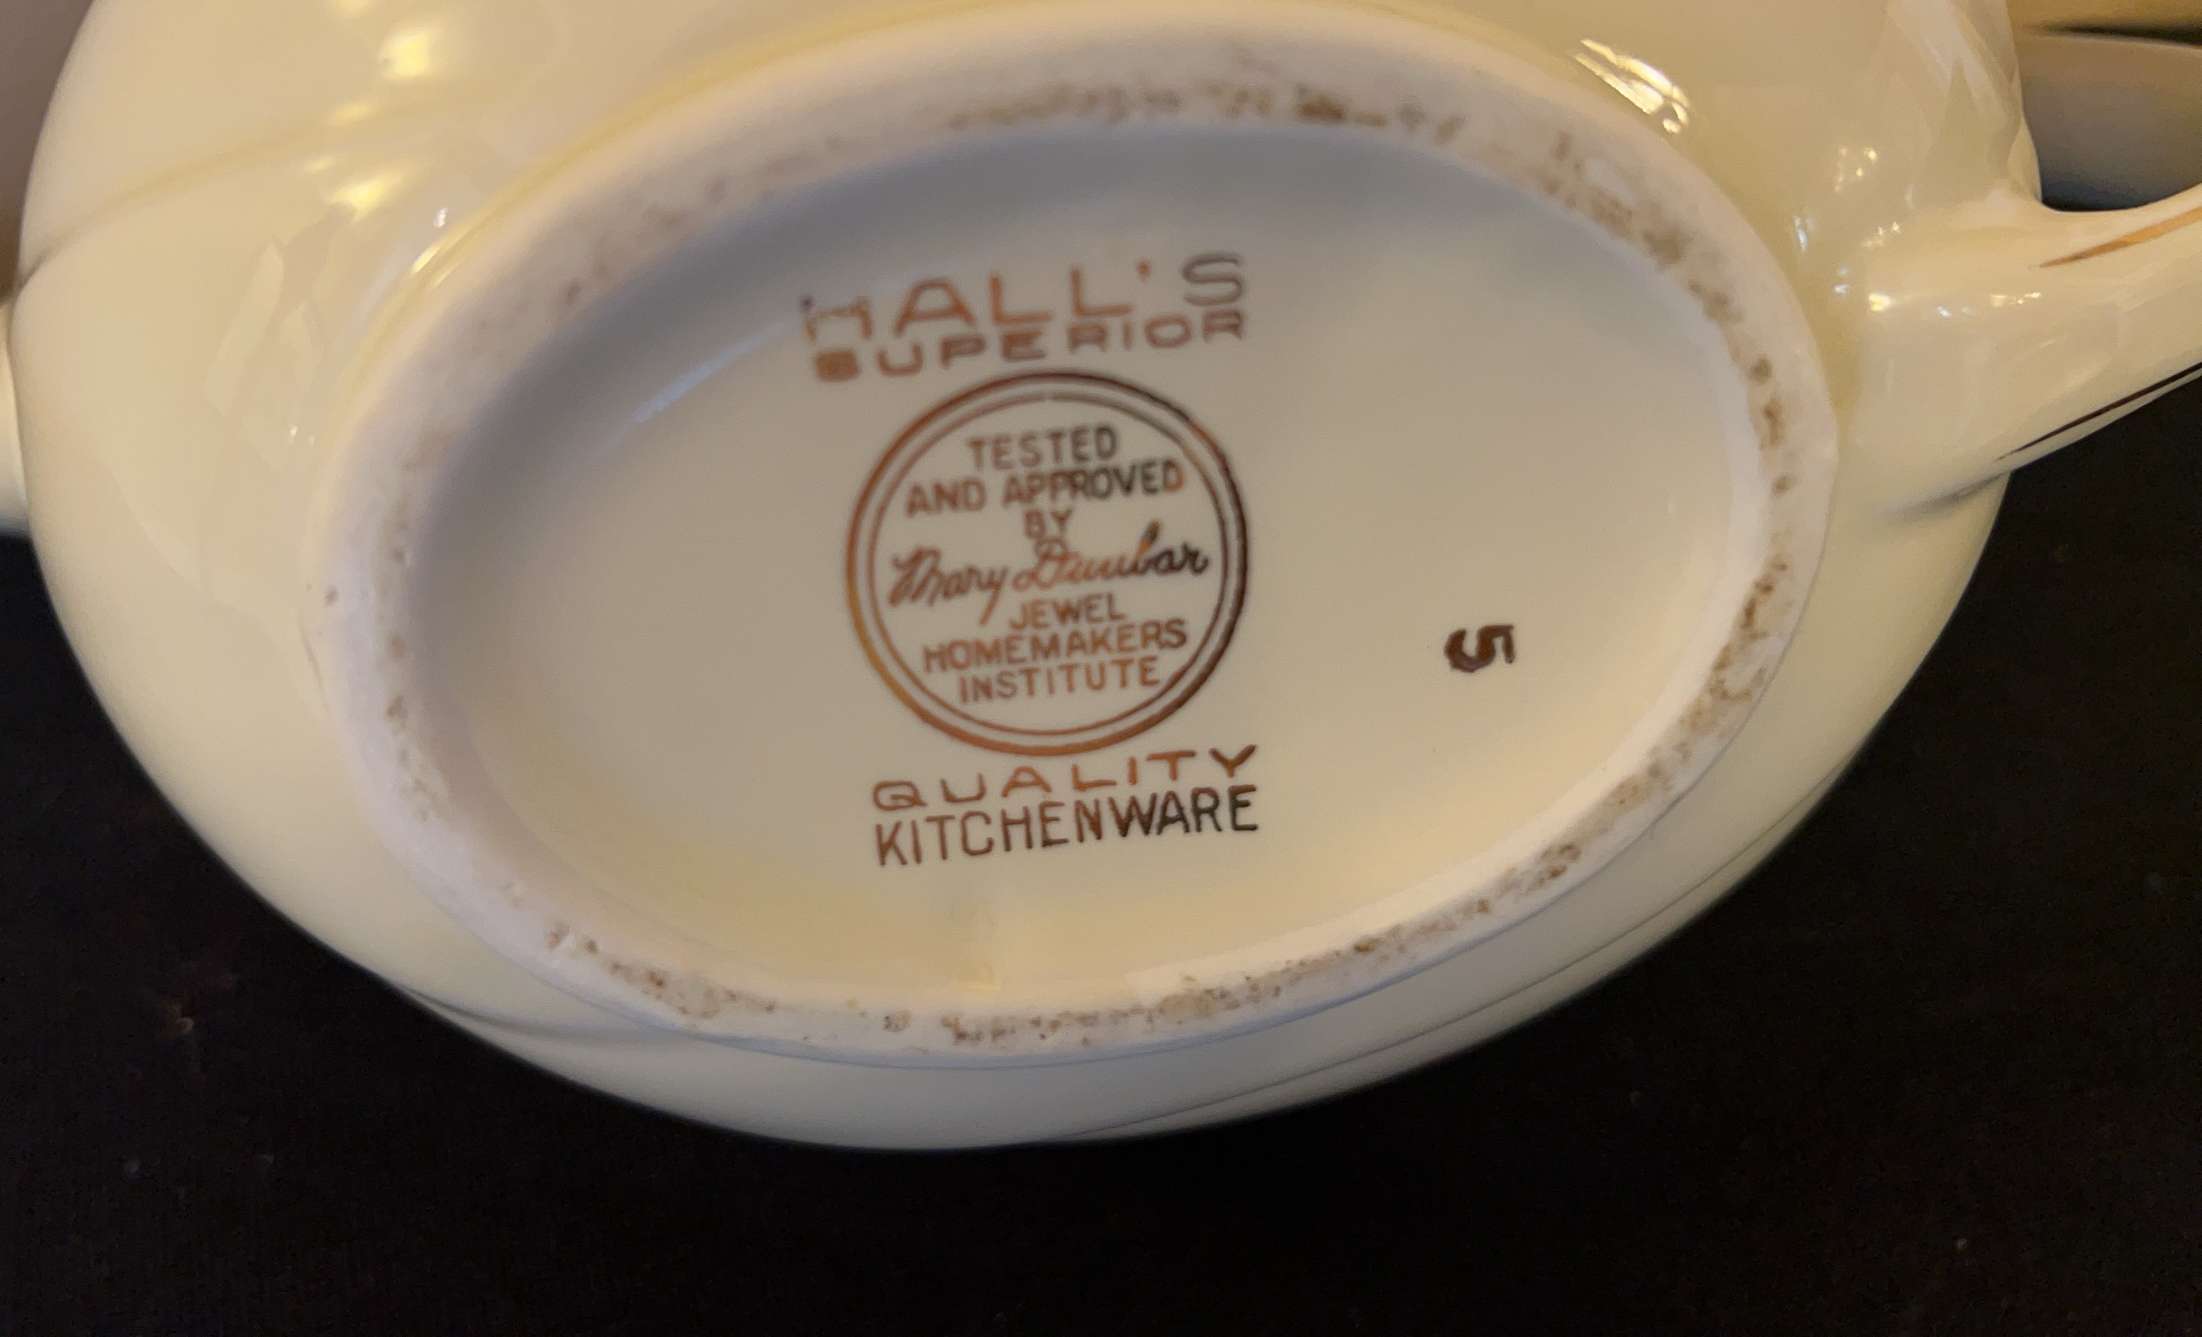 HALL'S
SUPERIOR
TESTED
AND APPROVED
BY
Mary Dunbar
JEWEL
HOMEMAKERS
INSTITUTE
QUALITY
KITCHENWARE
5